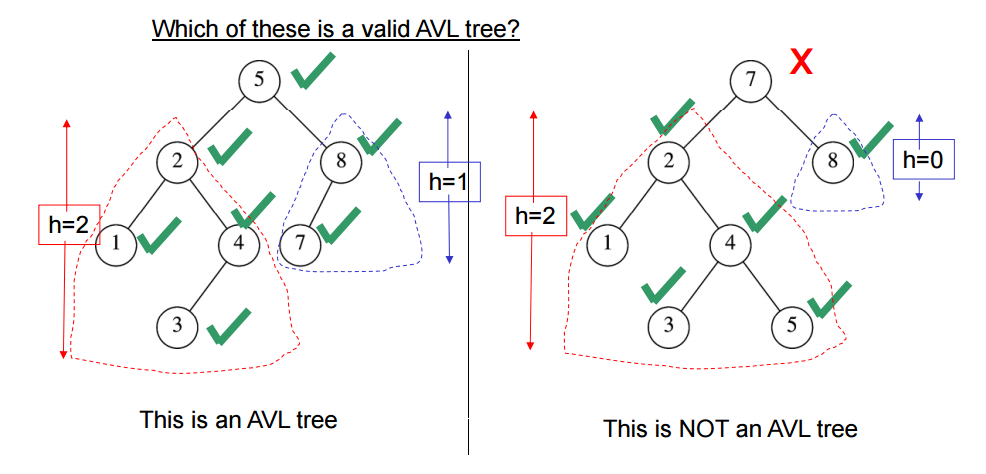 Which of these is a valid AVL tree?
5
2
8
h=2
h=1
1
4
7
3
This is an AVL tree
7
X
2
8
h=0
h=2
1
4
3
5
This is NOT an AVL tree